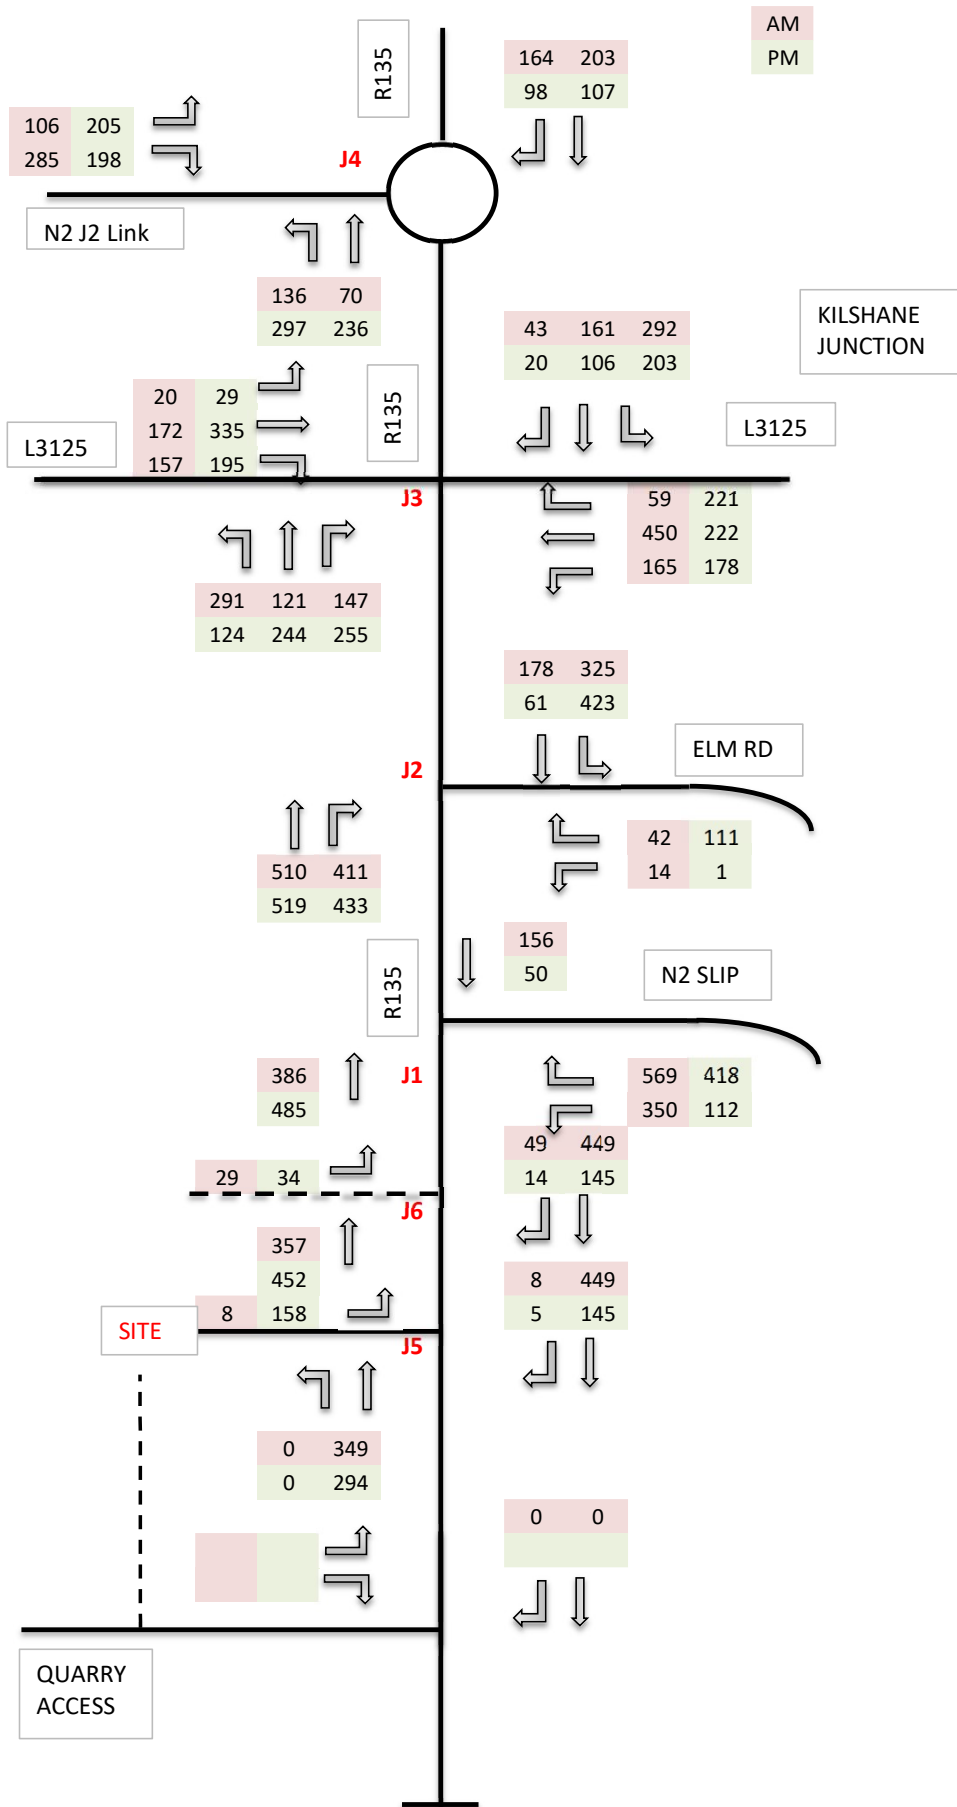 AM
PM
R135
164 203
98 107
106 205
285 198
J4
N2 J2 Link
136 70
297 236
KILSHANE
JUNCTION
43 161 292
20 106 203
R135
20 29
172 335
157 195
L3125
L3125
J3
59 221
450 222
165 178
291 121 147
124 244 255
178 325
61 423
ELM RD
J2
42 111
14 1
510 411
519 433
156
50
R135
N2 SLIP
J1
386
485
569 418
350 112
49 449
14 145
29 34
J6
357
452
8 158
8 449
5 145
SITE
J5
0 349
0 294
0 0
QUARRY
ACCESS